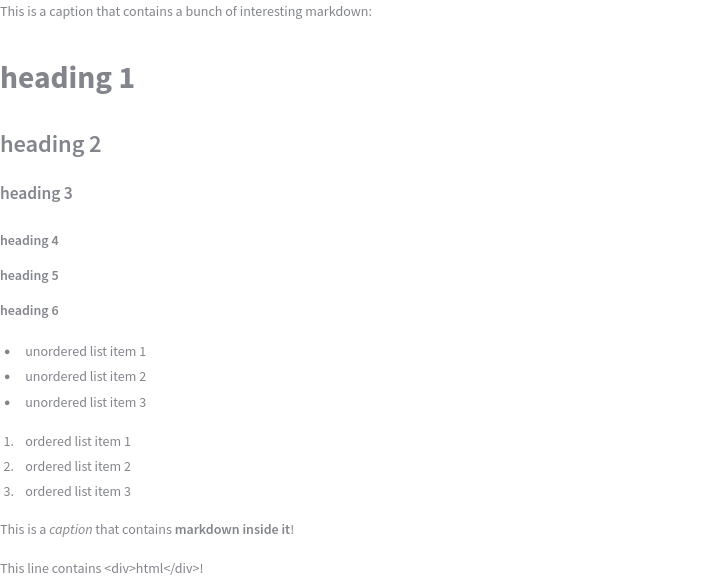 This is a caption that contains a bunch of interesting markdown:
heading 1
heading 2
heading 3
heading 4
heading 5
heading 6
• unordered list item 1
• unordered list item 2
• unordered list item 3
1. ordered list item 1
2. ordered list item 2
3. ordered list item 3
This is a caption that contains markdown inside it!
This line contains <div>html</div>!